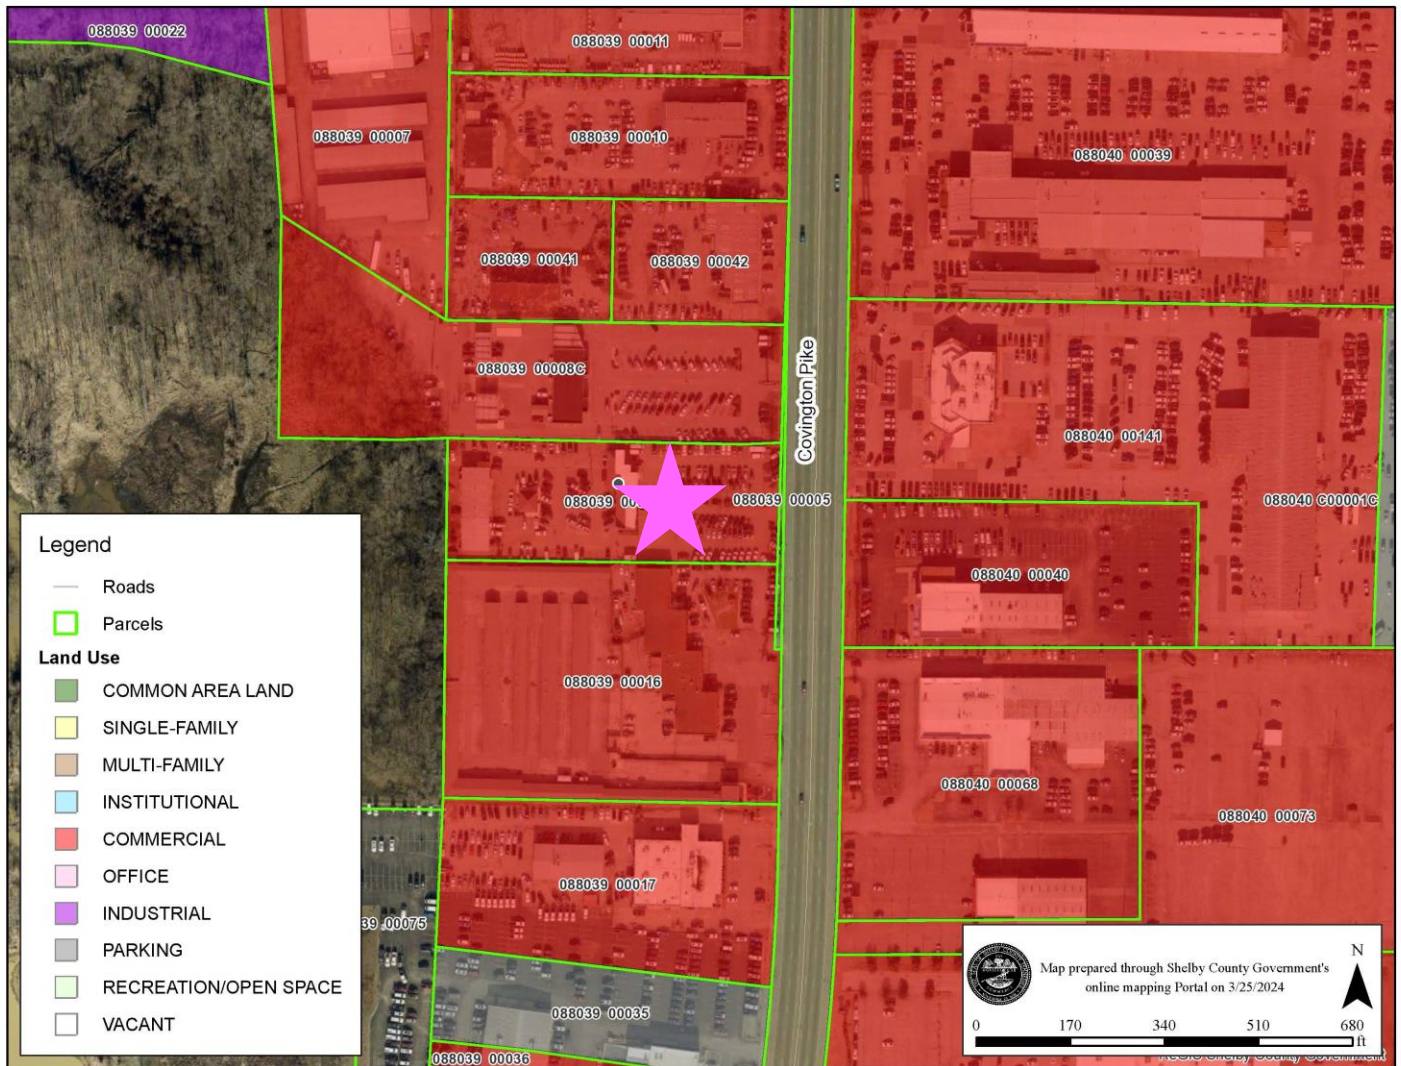 088039 00022
088039 00011
088039 00007
088039 00010
088040 00039
088039 00041
088039 00042
088039 00008C
Covington Pike
088040 00141
088039
088039 00005
088040 C00001C
088040 00040
088039 00016
088040 00068
088040 00073
088039 00017
39 00075
088039 00035
088039 00036
Legend
Roads
Parcels
Land Use
COMMON AREA LAND
SINGLE-FAMILY
MULTI-FAMILY
INSTITUTIONAL
COMMERCIAL
OFFICE
INDUSTRIAL
PARKING
RECREATION/OPEN SPACE
VACANT
Map prepared through Shelby County Government's
online mapping Portal on 3/25/2024
N
0 170 340 510 680
ft